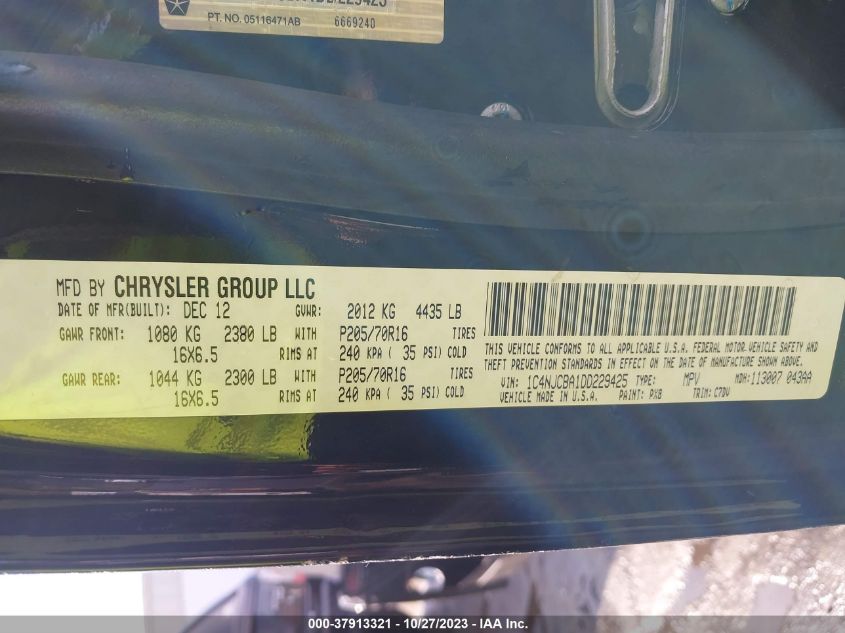 PT. NO. 05116471AB 6669240
MFD BY CHRYSLER GROUP LLC
DATE OF MFR(BUILT): DEC 12 GVWR: 2012 KG 4435 LB
GAWR FRONT: 1080 KG 2380 LB WITH P205/70R16 TIRES
16X6.5 RIMS AT 240 KPA ( 35 PSI) COLD
GAWR REAR: 1044 KG 2300 LB WITH P205/70R16 TIRES
16X6.5 RIMS AT 240 KPA ( 35 PSI) COLD
THIS VEHICLE CONFORMS TO ALL APPLICABLE U.S.A. FEDERAL MOTOR VEHICLE SAFETY AND
THEFT PREVENTION STANDARDS IN EFFECT ON THE DATE OF MANUFACTURE SHOWN ABOVE.
VIN: 1C4NJCBA1DD229425 TYPE: MPV MDH: 113007 043AA
VEHICLE MADE IN U.S.A. PAINT: PX8 TRIM: C7DV
000-37913321 - 10/27/2023 - IAA Inc.